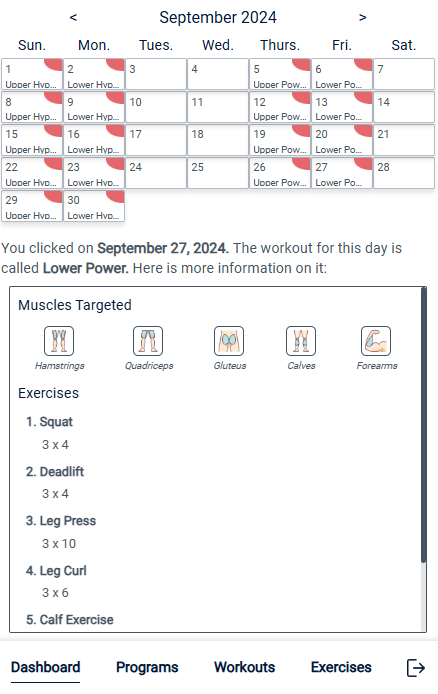 < September 2024 >
Sun. Mon. Tues. Wed. Thurs. Fri. Sat.
1 2 3 4 5 6 7
Upper Hyp... Lower Hyp... Upper Pow... Lower Po...
8 9 10 11 12 13 14
Upper Hyp... Lower Hyp... Upper Pow... Lower Po...
15 16 17 18 19 20 21
Upper Hyp... Lower Hyp... Upper Pow... Lower Po...
22 23 24 25 26 27 28
Upper Hyp... Lower Hyp... Upper Pow... Lower Po...
29 30
Upper Hyp... Lower Hyp...
You clicked on September 27, 2024. The workout for this day is
called Lower Power. Here is more information on it:
Muscles Targeted
Hamstrings Quadriceps Gluteus Calves Forearms
Exercises
1. Squat
3 x 4
2. Deadlift
3 x 4
3. Leg Press
3 x 10
4. Leg Curl
3 x 6
5. Calf Exercise
Dashboard Programs Workouts Exercises